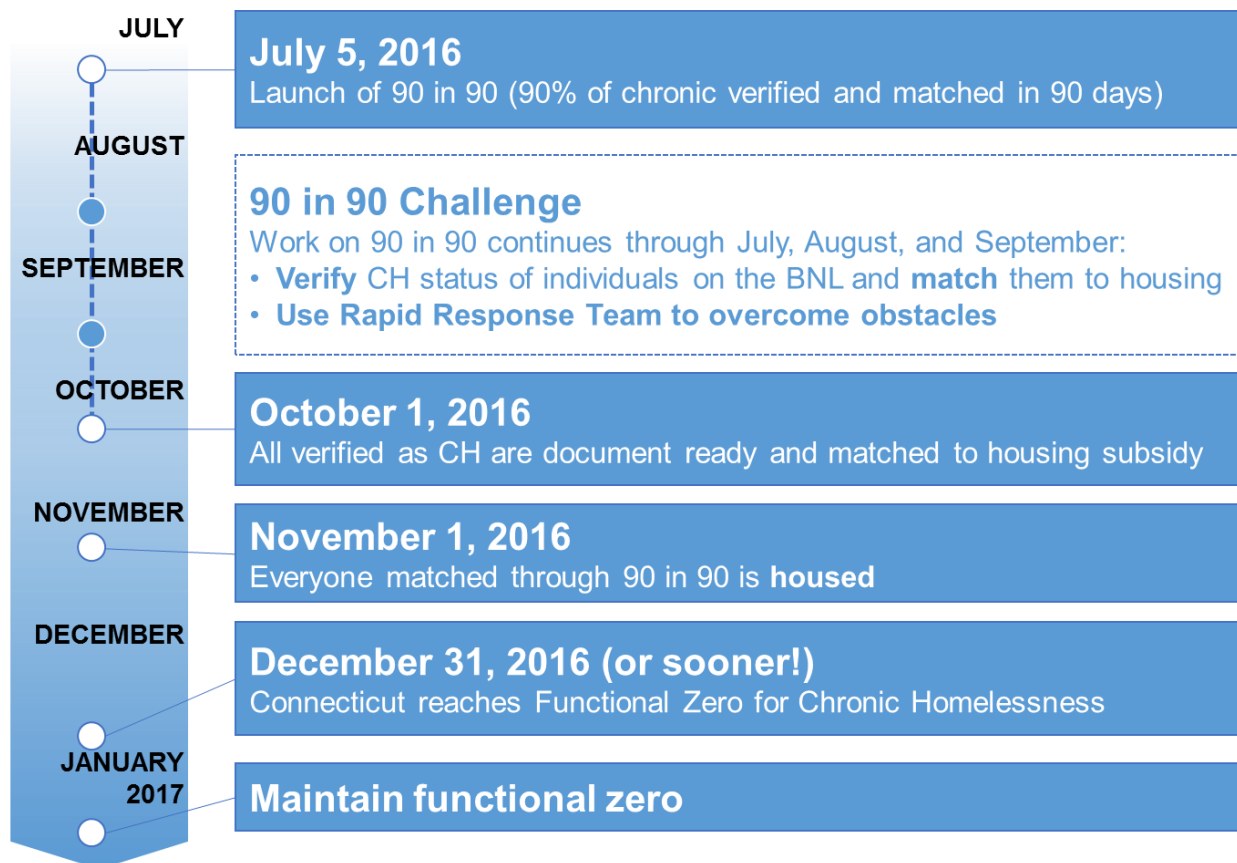 JULY
July 5, 2016
Launch of 90 in 90 (90% of chronic verified and matched in 90 days)
AUGUST
90 in 90 Challenge
Work on 90 in 90 continues through July, August, and September:
SEPTEMBER
• Verify CH status of individuals on the BNL and match them to housing
• Use Rapid Response Team to overcome obstacles
OCTOBER
October 1, 2016
All verified as CH are document ready and matched to housing subsidy
NOVEMBER
November 1, 2016
Everyone matched through 90 in 90 is housed
DECEMBER
December 31, 2016 (or sooner!)
Connecticut reaches Functional Zero for Chronic Homelessness
JANUARY
2017
Maintain functional zero